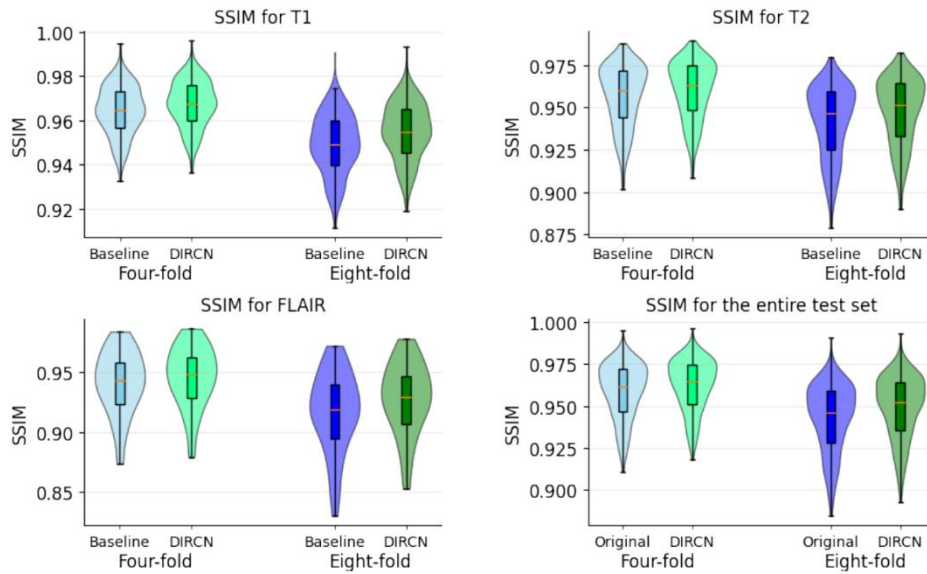 SSIM for T1
SSIM
1.00
0.98
0.96
0.94
0.92
Baseline DIRCN Baseline DIRCN
Four-fold Eight-fold
SSIM for T2
SSIM
0.975
0.950
0.925
0.900
0.875
Baseline DIRCN Baseline DIRCN
Four-fold Eight-fold
SSIM for FLAIR
SSIM
0.95
0.90
0.85
Baseline DIRCN Baseline DIRCN
Four-fold Eight-fold
SSIM for the entire test set
SSIM
1.000
0.975
0.950
0.925
0.900
Original DIRCN Original DIRCN
Four-fold Eight-fold